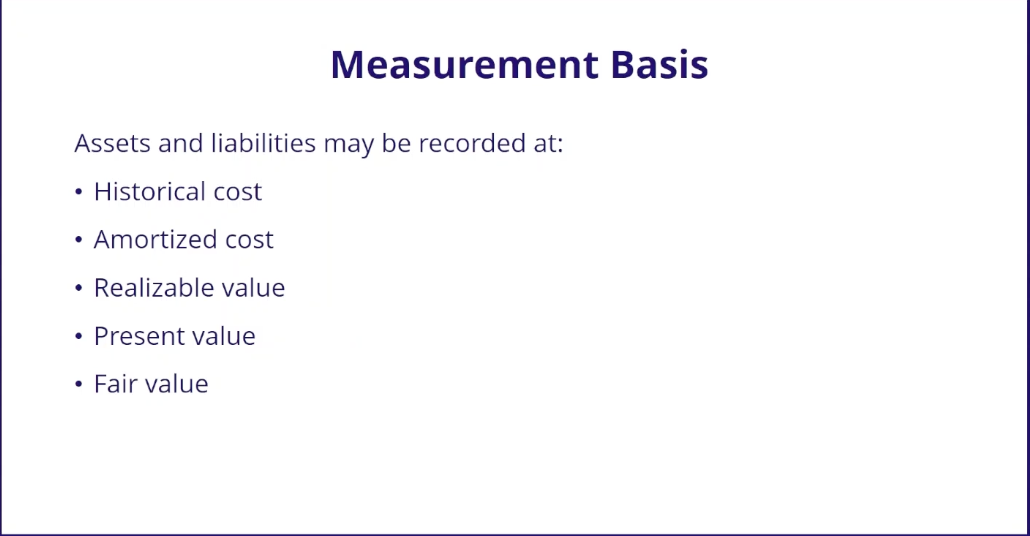 Measurement Basis
Assets and liabilities may be recorded at:
• Historical cost
• Amortized cost
• Realizable value
• Present value
• Fair value